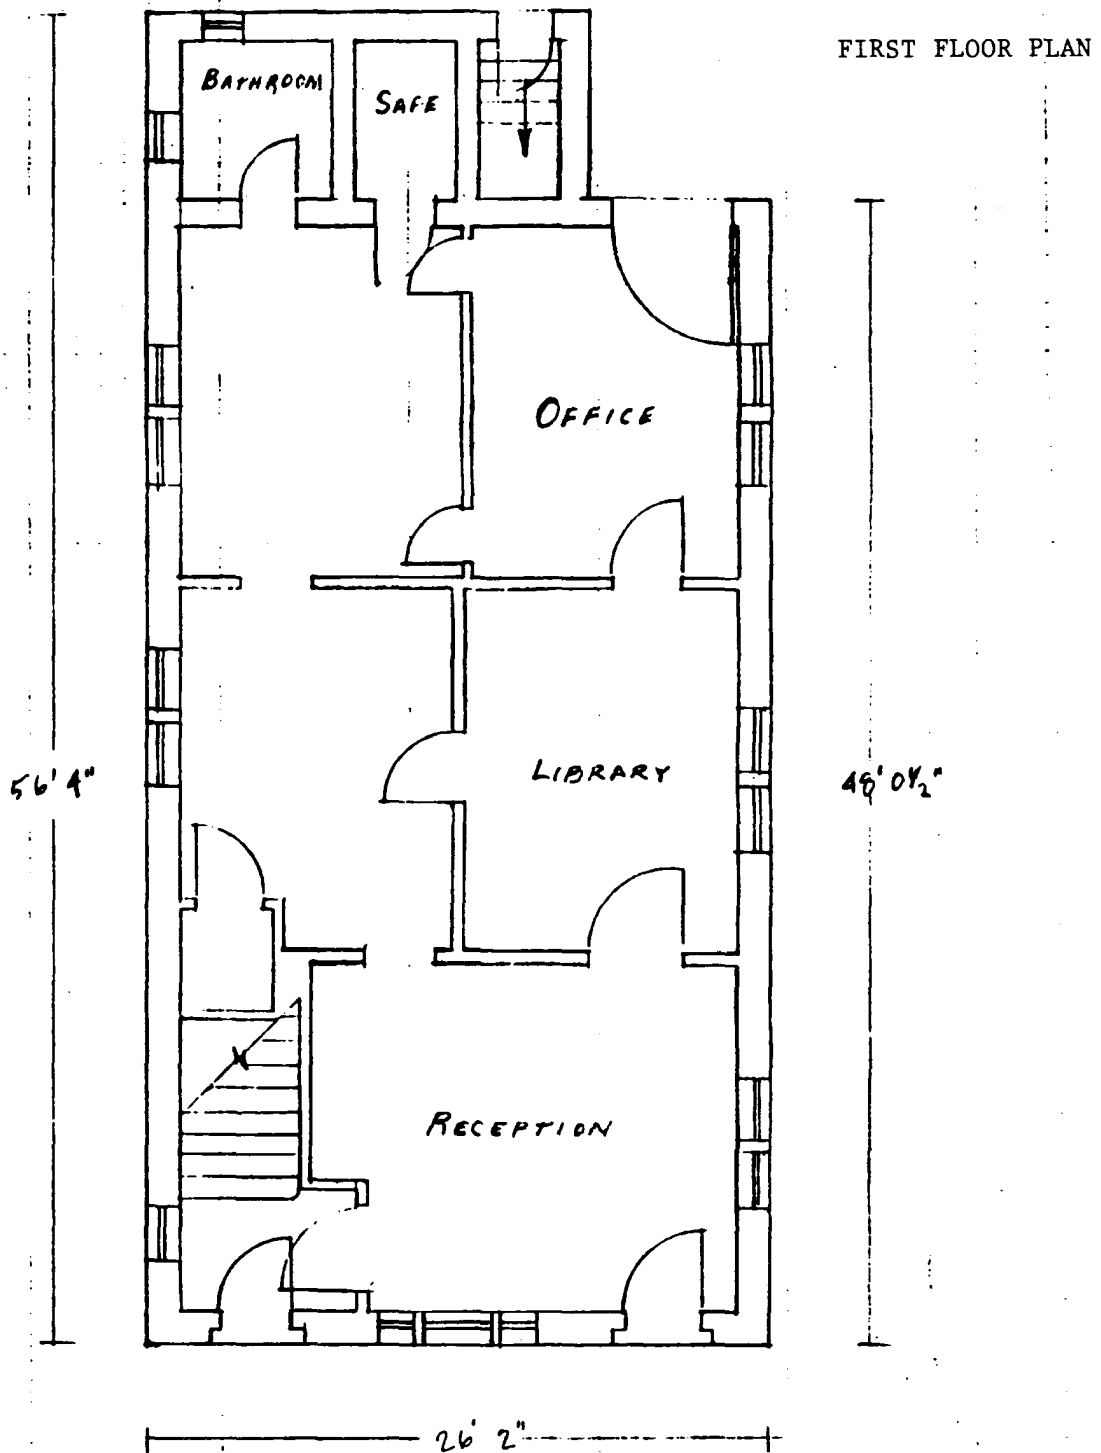 FIRST FLOOR PLAN
BATHROOM
SAFE
OFFICE
56' 4"
LIBRARY
48' 0½"
RECEPTION
26' 2"